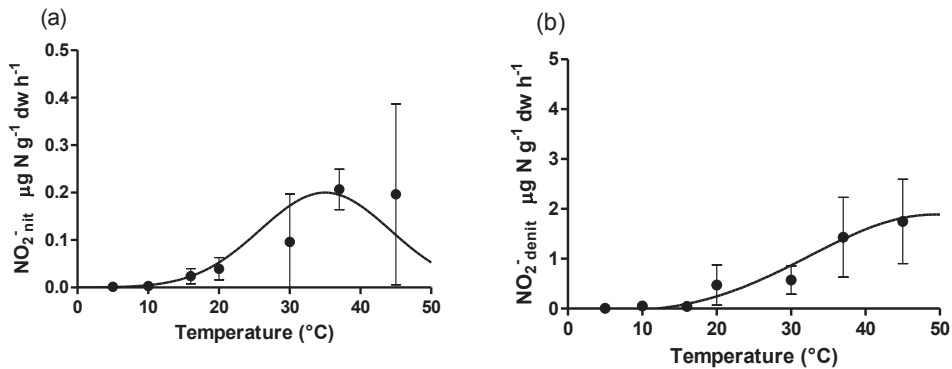 (a)
0.5
0.4
0.3
0.2
0.1
0.0
NO₂⁻ nit µg N g⁻¹ dw h⁻¹
0 10 20 30 40 50
Temperature (°C)
(b)
5
4
3
2
1
0
NO₂⁻ denit µg N g⁻¹ dw h⁻¹
0 10 20 30 40 50
Temperature (°C)